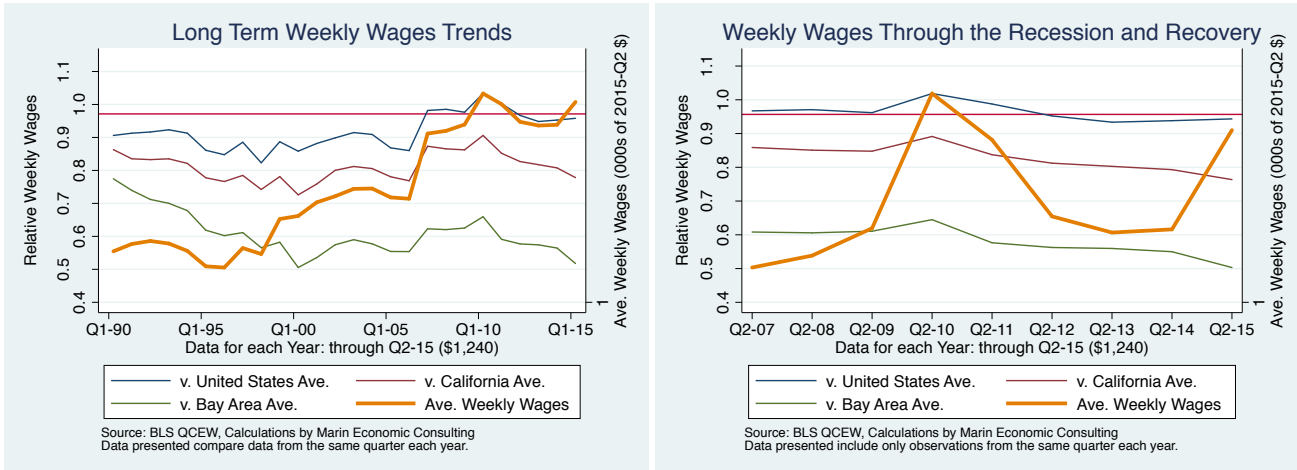 Long Term Weekly Wages Trends
Relative Weekly Wages
1.1
1.0
0.9
0.8
0.7
0.6
0.5
0.4
1
Ave. Weekly Wages (000s of 2015-Q2 $)
Q1-90 Q1-95 Q1-00 Q1-05 Q1-10 Q1-15
Data for each Year: through Q2-15 ($1,240)
v. United States Ave. v. California Ave.
v. Bay Area Ave. Ave. Weekly Wages
Source: BLS QCEW, Calculations by Marin Economic Consulting
Data presented compare data from the same quarter each year.
Weekly Wages Through the Recession and Recovery
Relative Weekly Wages
1.1
1.0
0.9
0.8
0.7
0.6
0.5
0.4
1
Ave. Weekly Wages (000s of 2015-Q2 $)
Q2-07 Q2-08 Q2-09 Q2-10 Q2-11 Q2-12 Q2-13 Q2-14 Q2-15
Data for each Year: through Q2-15 ($1,240)
v. United States Ave. v. California Ave.
v. Bay Area Ave. Ave. Weekly Wages
Source: BLS QCEW, Calculations by Marin Economic Consulting
Data presented include only observations from the same quarter each year.